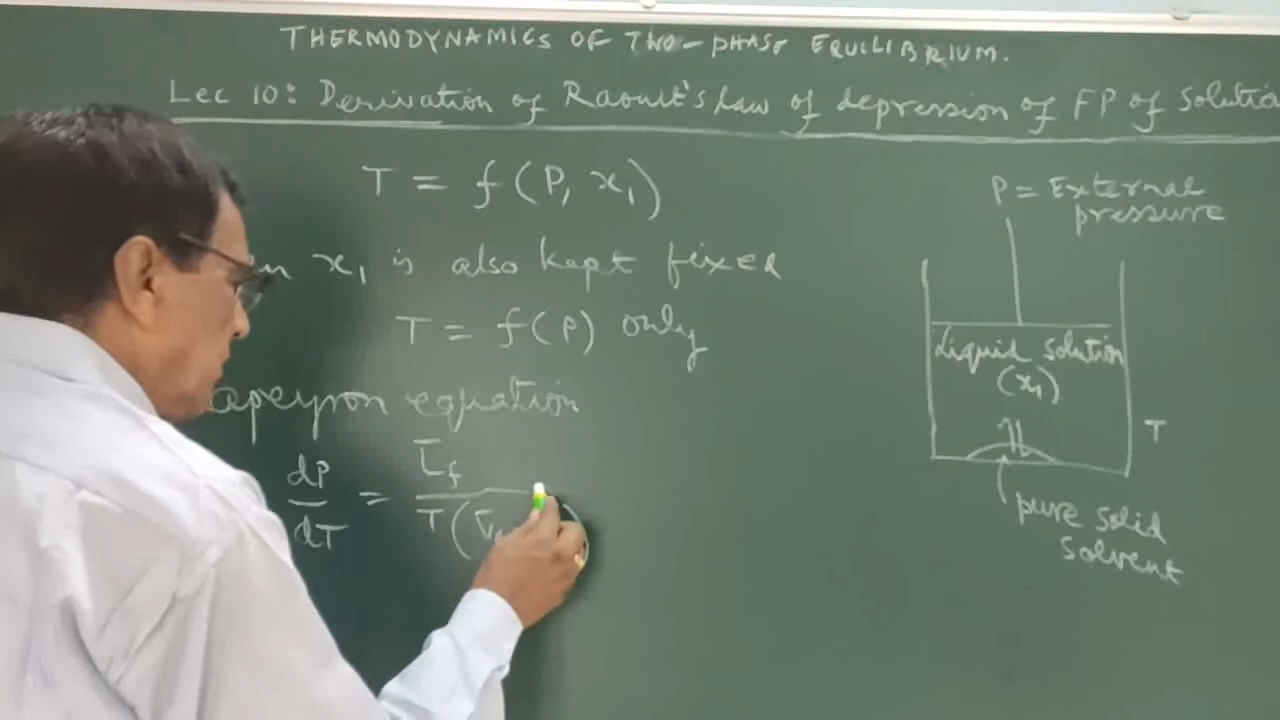 THERMODYNAMICS OF TWO-PHASE EQUILIBRIUM.
Lec 10: Derivation of Raoult's Law of depression of FP of Solutio
T = f(P, x₁)
x₁ is also kept fixed
T = f(P) only
apeyron equation
dP/dT = L̄f / T(
P = External
pressure
Liquid solution
(x₁)
T
pure solid
solvent